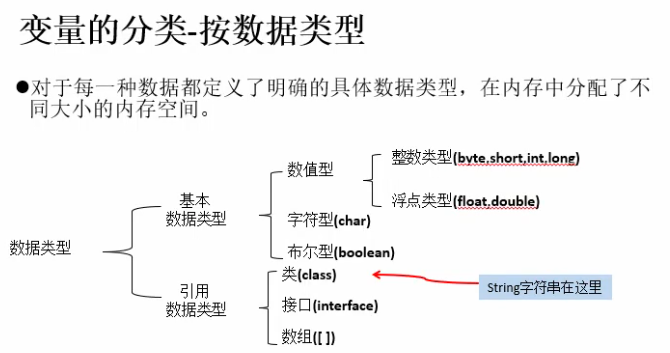 变量的分类-按数据类型
●对于每一种数据都定义了明确的具体数据类型，在内存中分配了不
同大小的内存空间。
整数类型(byte,short,int,long)
数值型
浮点类型(float,double)
基本
数据类型
字符型(char)
布尔型(boolean)
数据类型
类(class)
String字符串在这里
引用
数据类型
接口(interface)
数组([ ])